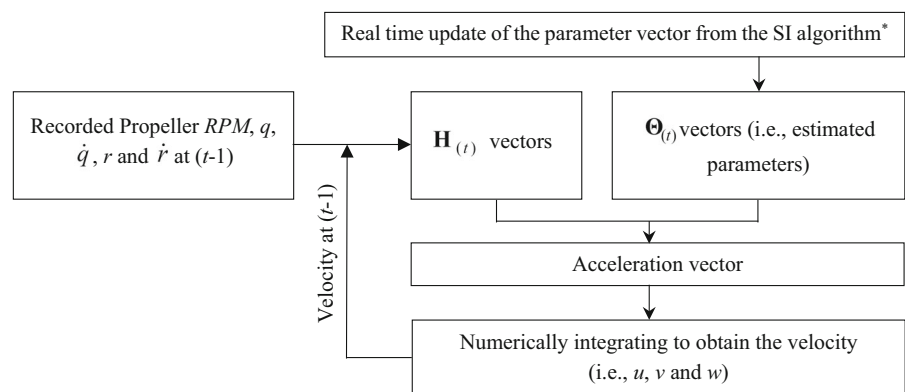 Real time update of the parameter vector from the SI algorithm*
Recorded Propeller RPM, q,
q̇, r and ṙ at (t-1)
H(t) vectors
Θ(t) vectors (i.e., estimated
parameters)
Velocity at (t-1)
Acceleration vector
Numerically integrating to obtain the velocity
(i.e., u, v and w)